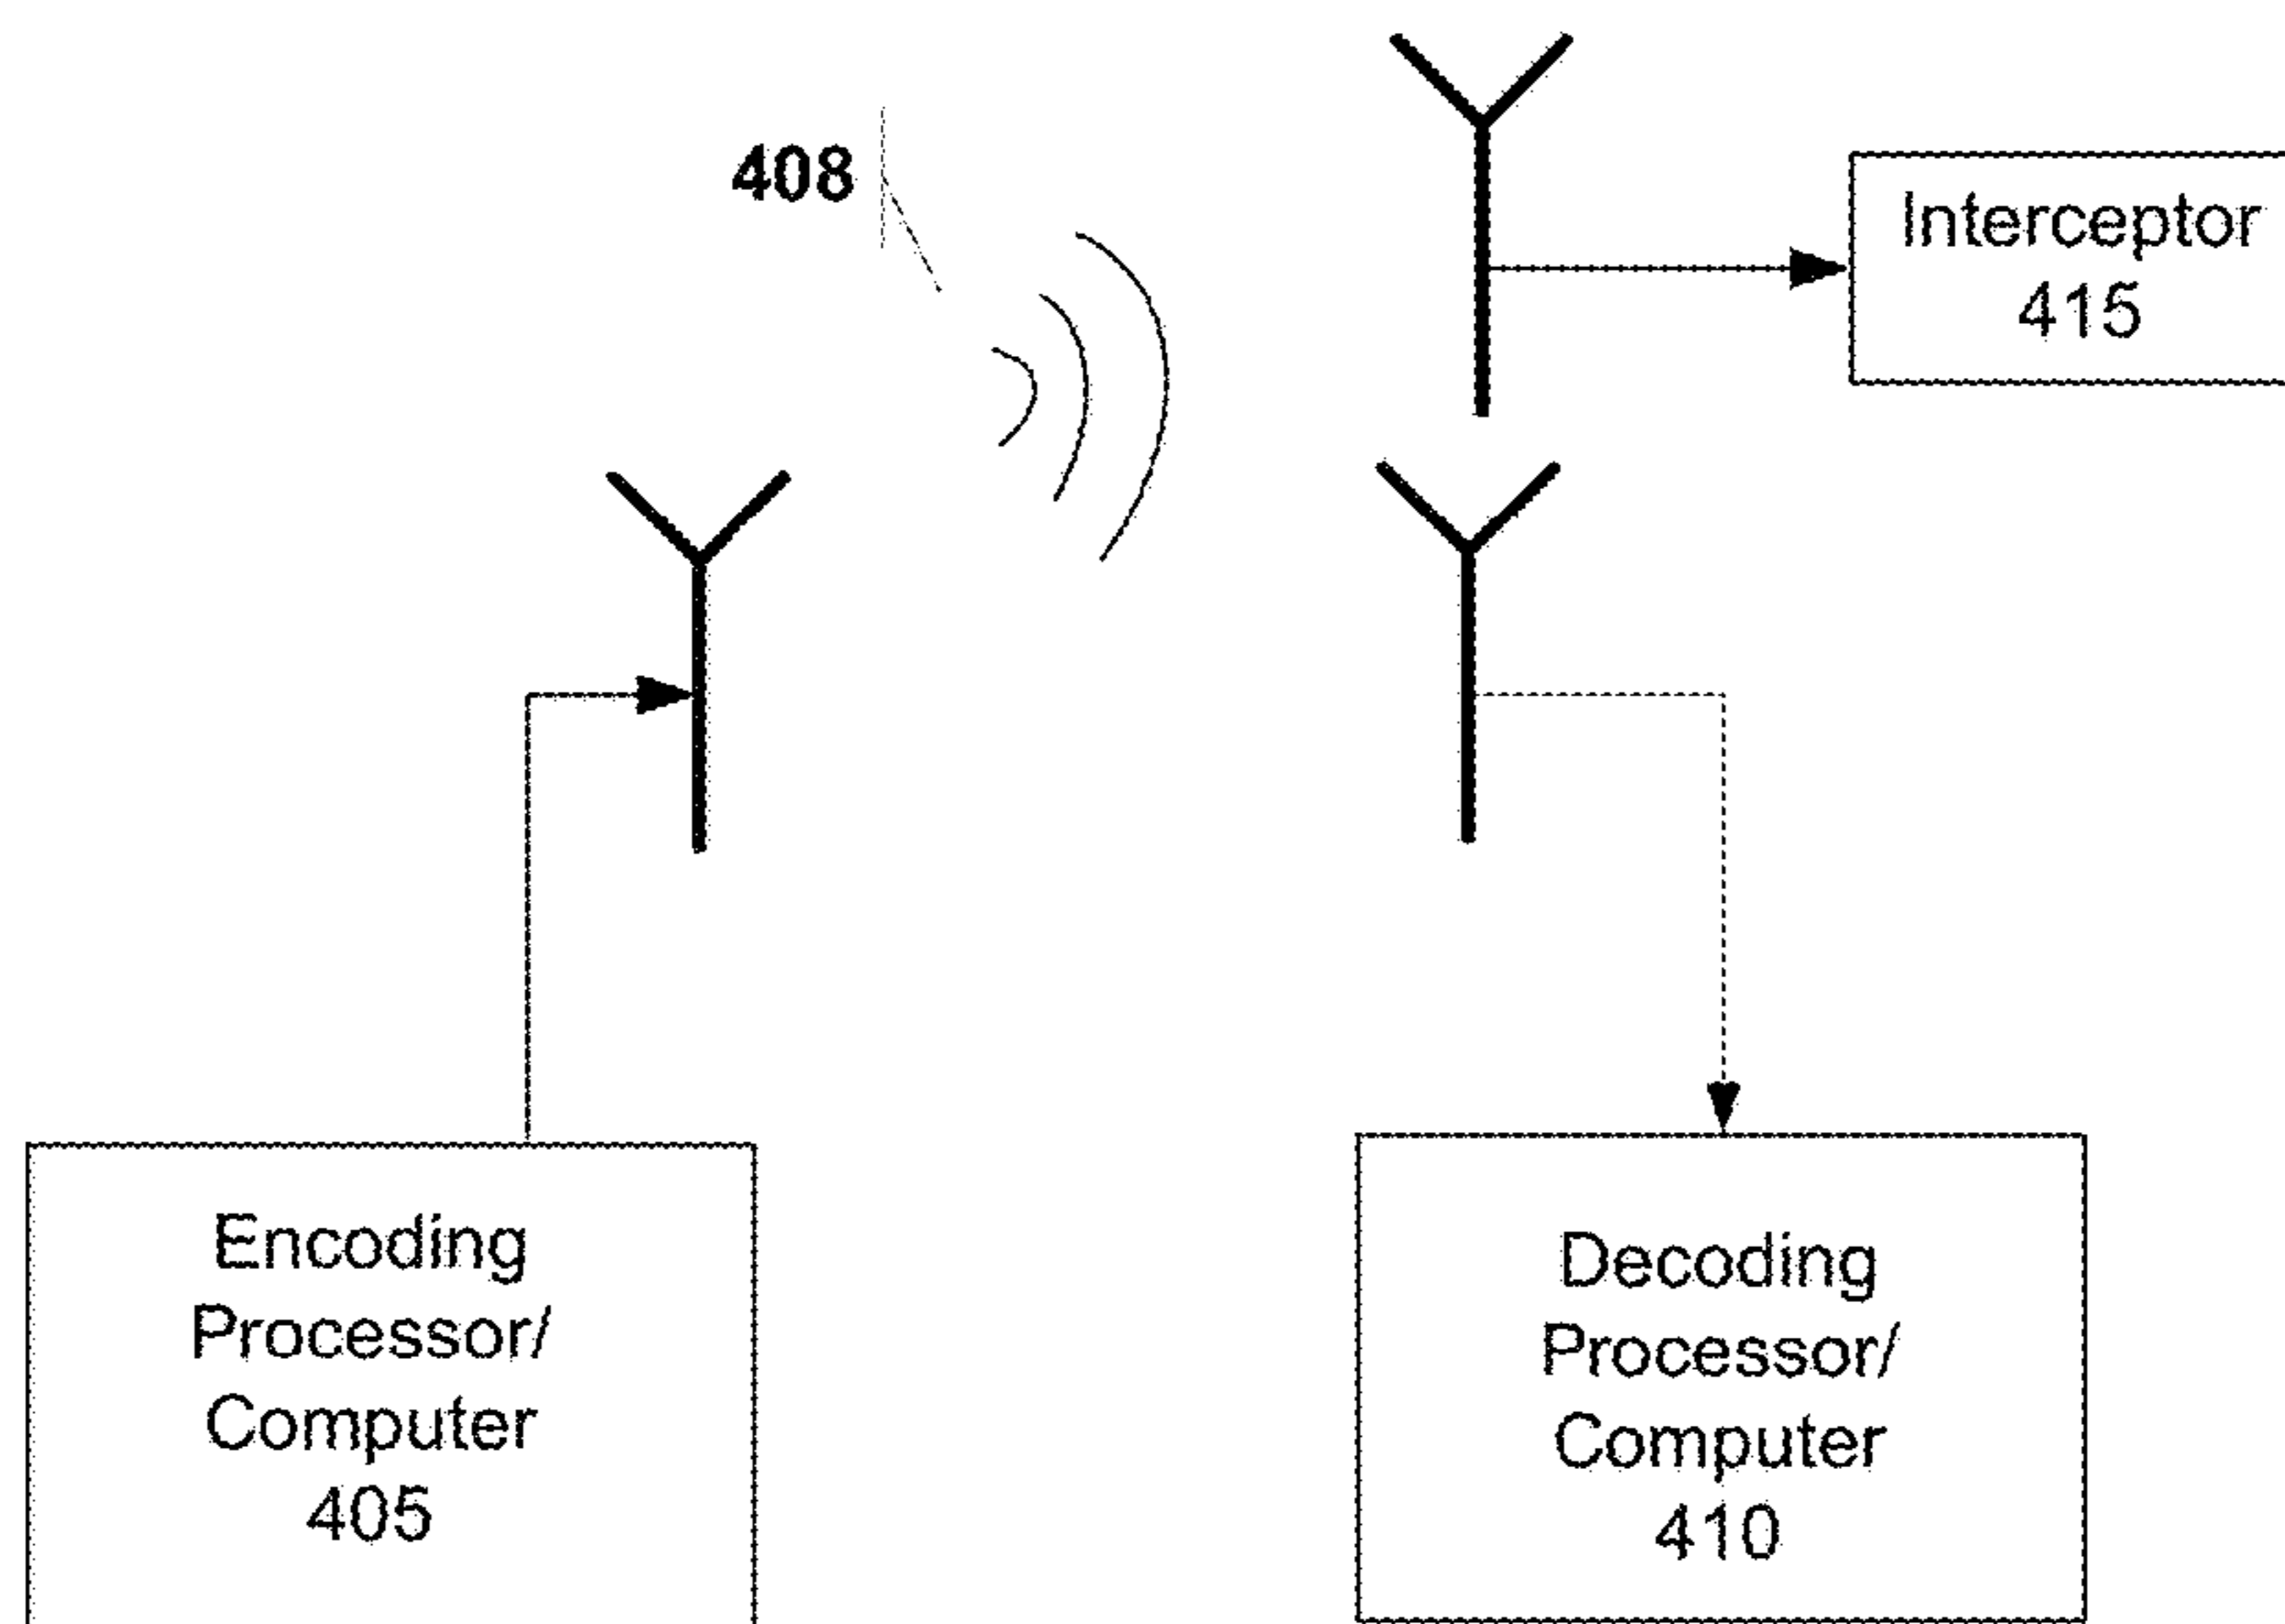 408
Interceptor
415
Encoding
Processor/
Computer
405
Decoding
Processor/
Computer
410